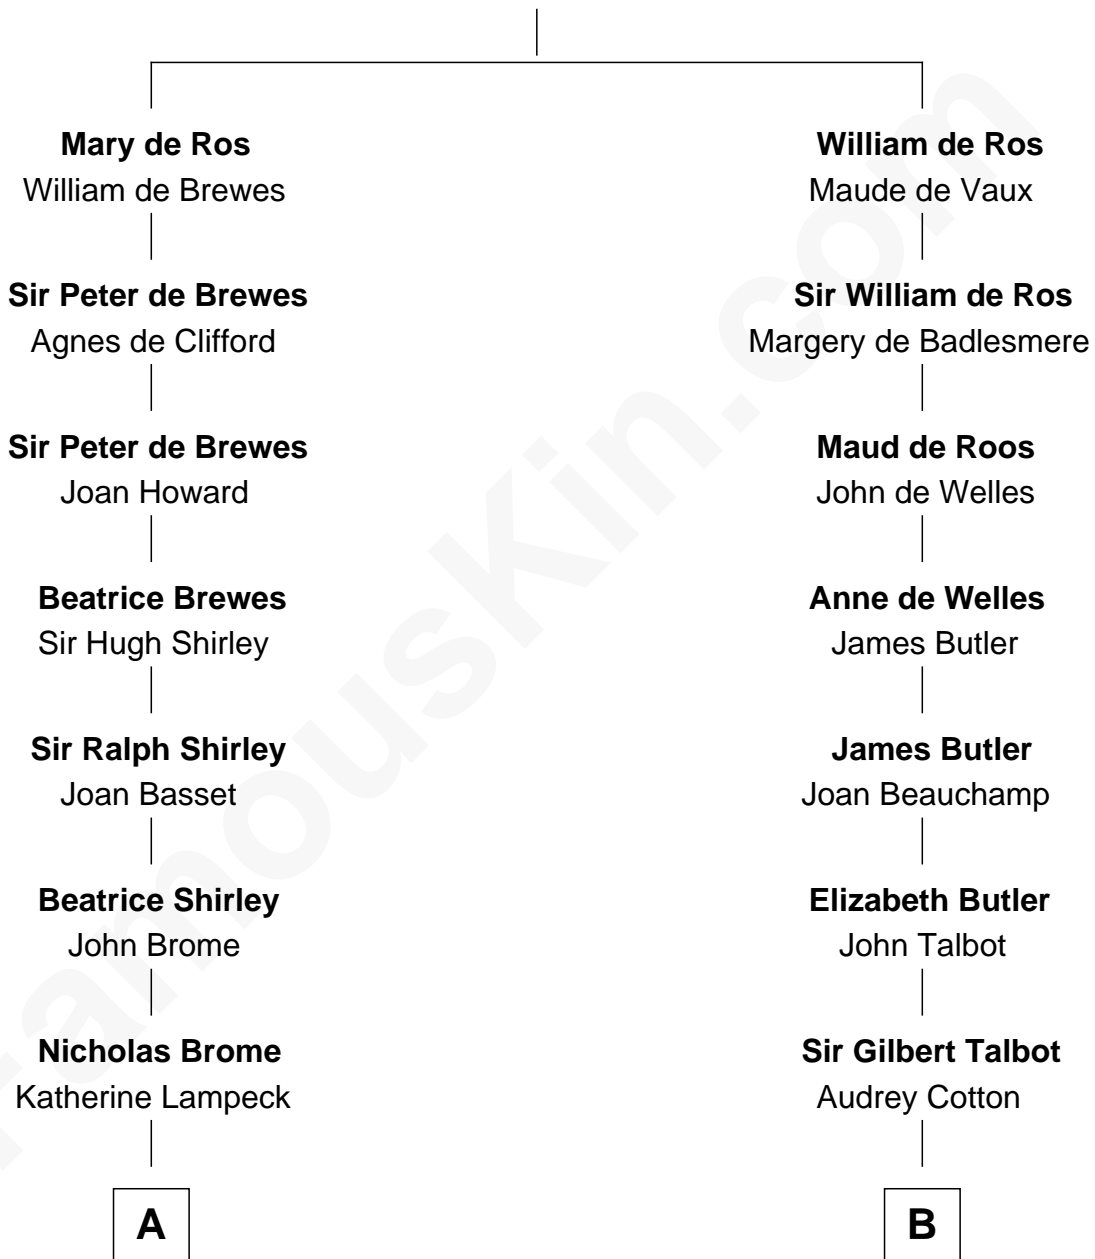 Mary de Ros
William de Brewes
Sir Peter de Brewes
Agnes de Clifford
Sir Peter de Brewes
Joan Howard
Beatrice Brewes
Sir Hugh Shirley
Sir Ralph Shirley
Joan Basset
Beatrice Shirley
John Brome
Nicholas Brome
Katherine Lampeck
A
William de Ros
Maude de Vaux
Sir William de Ros
Margery de Badlesmere
Maud de Roos
John de Welles
Anne de Welles
James Butler
James Butler
Joan Beauchamp
Elizabeth Butler
John Talbot
Sir Gilbert Talbot
Audrey Cotton
B
FamousKin.com